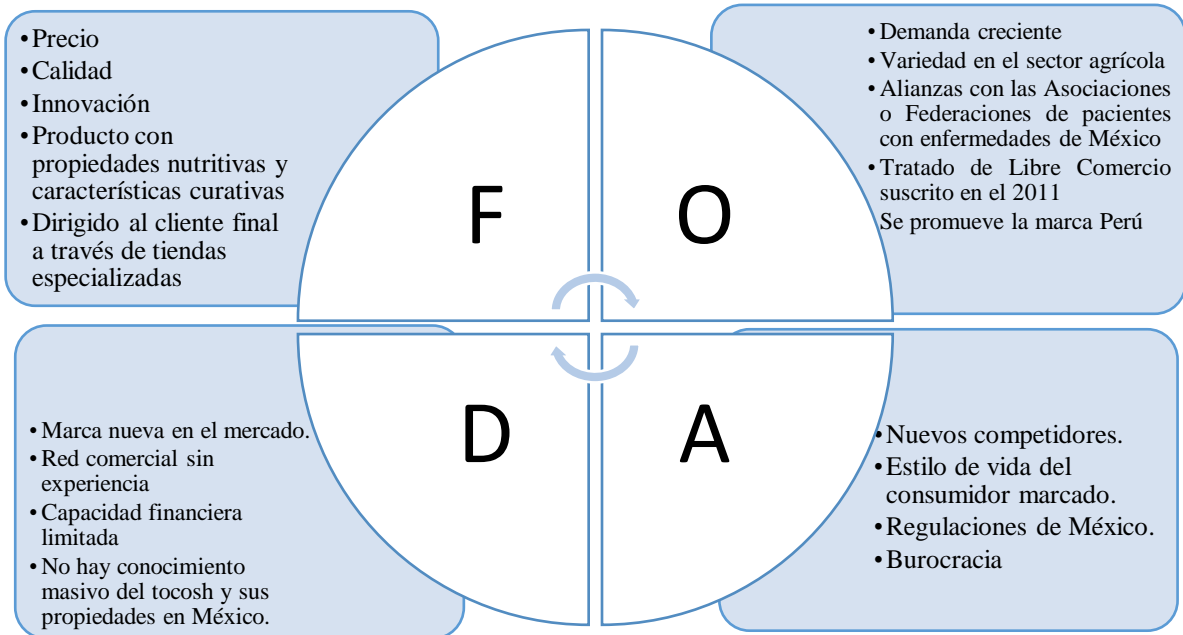 • Precio
• Calidad
• Innovación
• Producto con
propiedades nutritivas y
características curativas
• Dirigido al cliente final
a través de tiendas
especializadas
F
• Demanda creciente
• Variedad en el sector agrícola
• Alianzas con las Asociaciones
o Federaciones de pacientes
con enfermedades de México
• Tratado de Libre Comercio
suscrito en el 2011
Se promueve la marca Perú
O
• Marca nueva en el mercado.
• Red comercial sin
experiencia
• Capacidad financiera
limitada
• No hay conocimiento
masivo del tocosh y sus
propiedades en México.
D
• Nuevos competidores.
• Estilo de vida del
consumidor marcado.
• Regulaciones de México.
• Burocracia
A